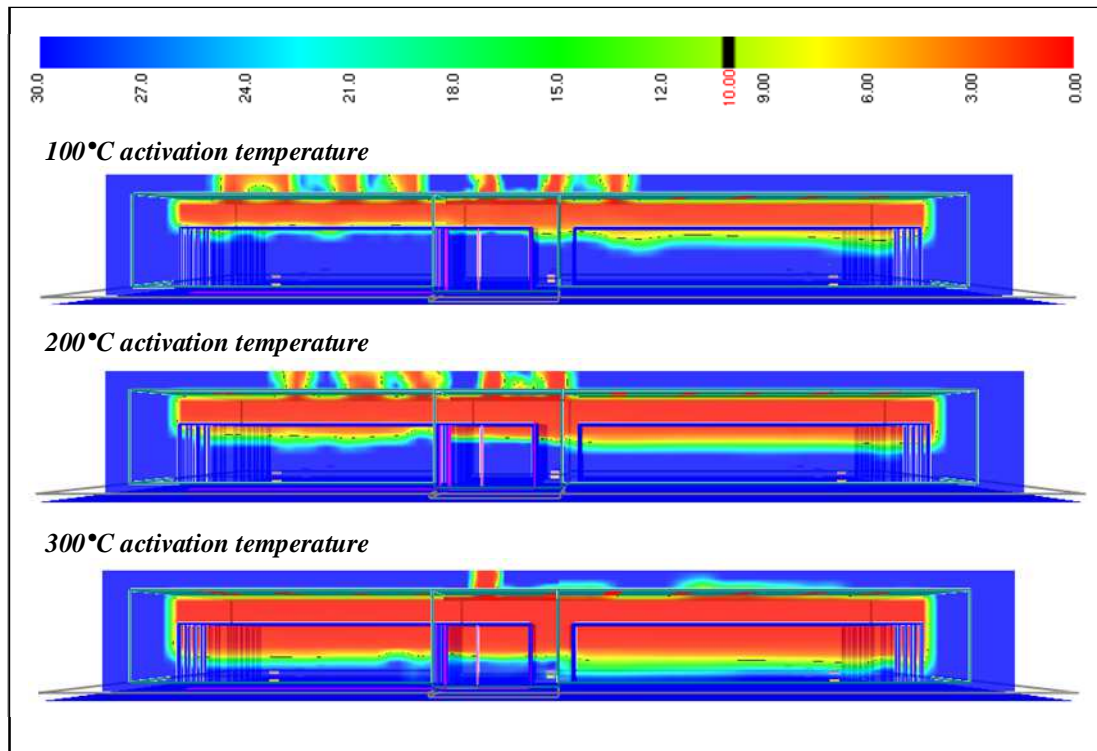 30.0 27.0 24.0 21.0 18.0 15.0 12.0 10.00 9.00 6.00 3.00 0.00
100°C activation temperature
200°C activation temperature
300°C activation temperature